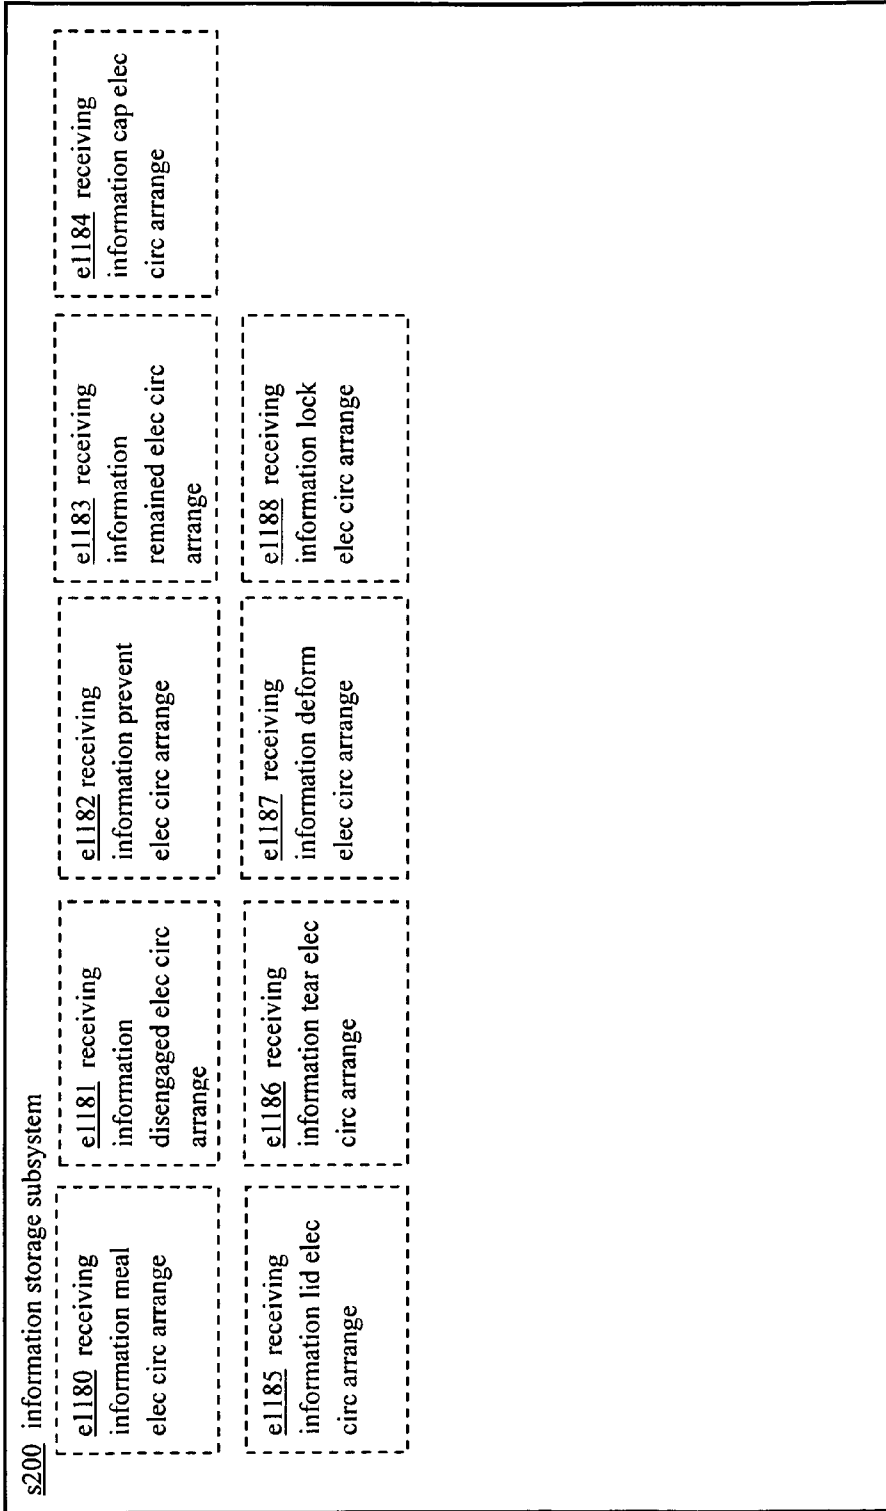 s200 information storage subsystem
e1180 receiving
information meal
elec circ arrange
e1181 receiving
information
disengaged elec circ
arrange
e1182 receiving
information prevent
elec circ arrange
e1183 receiving
information
remained elec circ
arrange
e1184 receiving
information cap elec
circ arrange
e1185 receiving
information lid elec
circ arrange
e1186 receiving
information tear elec
circ arrange
e1187 receiving
information deform
elec circ arrange
e1188 receiving
information lock
elec circ arrange